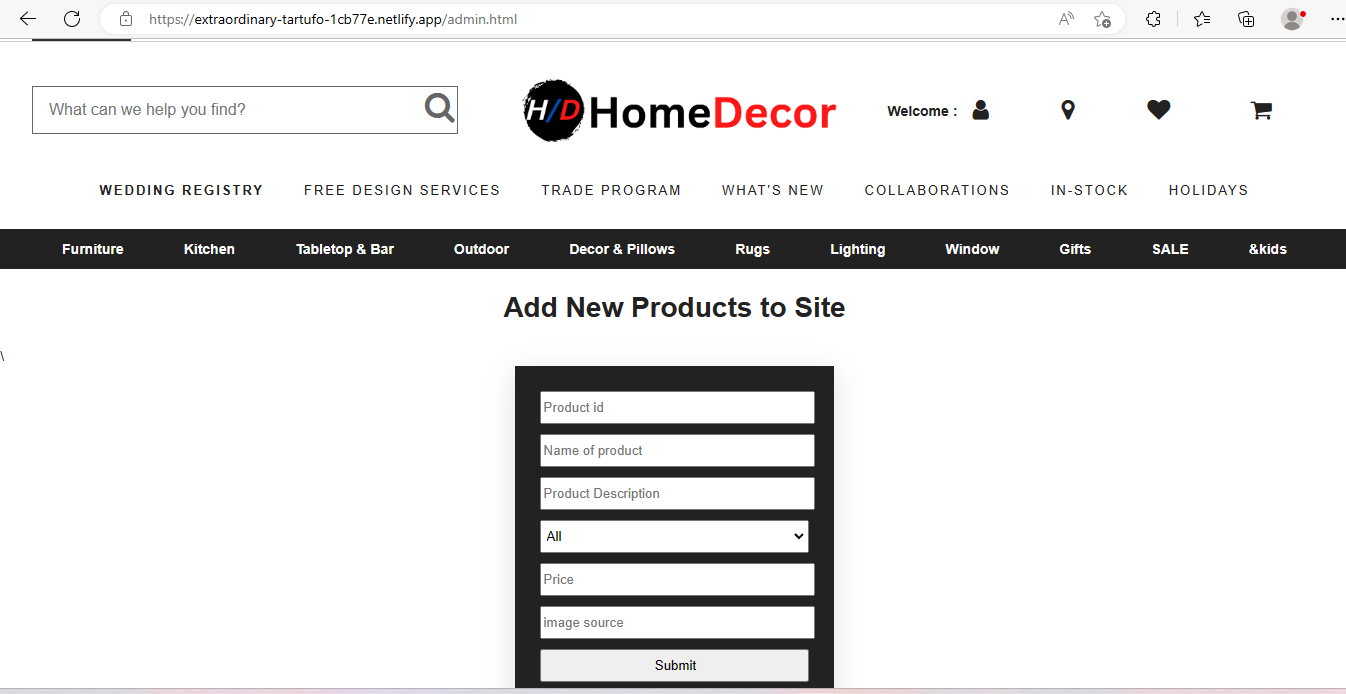 https://extraordinary-tartufo-1cb77e.netlify.app/admin.html
What can we help you find?
H/D HomeDecor
Welcome :
WEDDING REGISTRY FREE DESIGN SERVICES TRADE PROGRAM WHAT'S NEW COLLABORATIONS IN-STOCK HOLIDAYS
Furniture Kitchen Tabletop & Bar Outdoor Decor & Pillows Rugs Lighting Window Gifts SALE &kids
Add New Products to Site
\
Product id
Name of product
Product Description
All
Price
image source
Submit